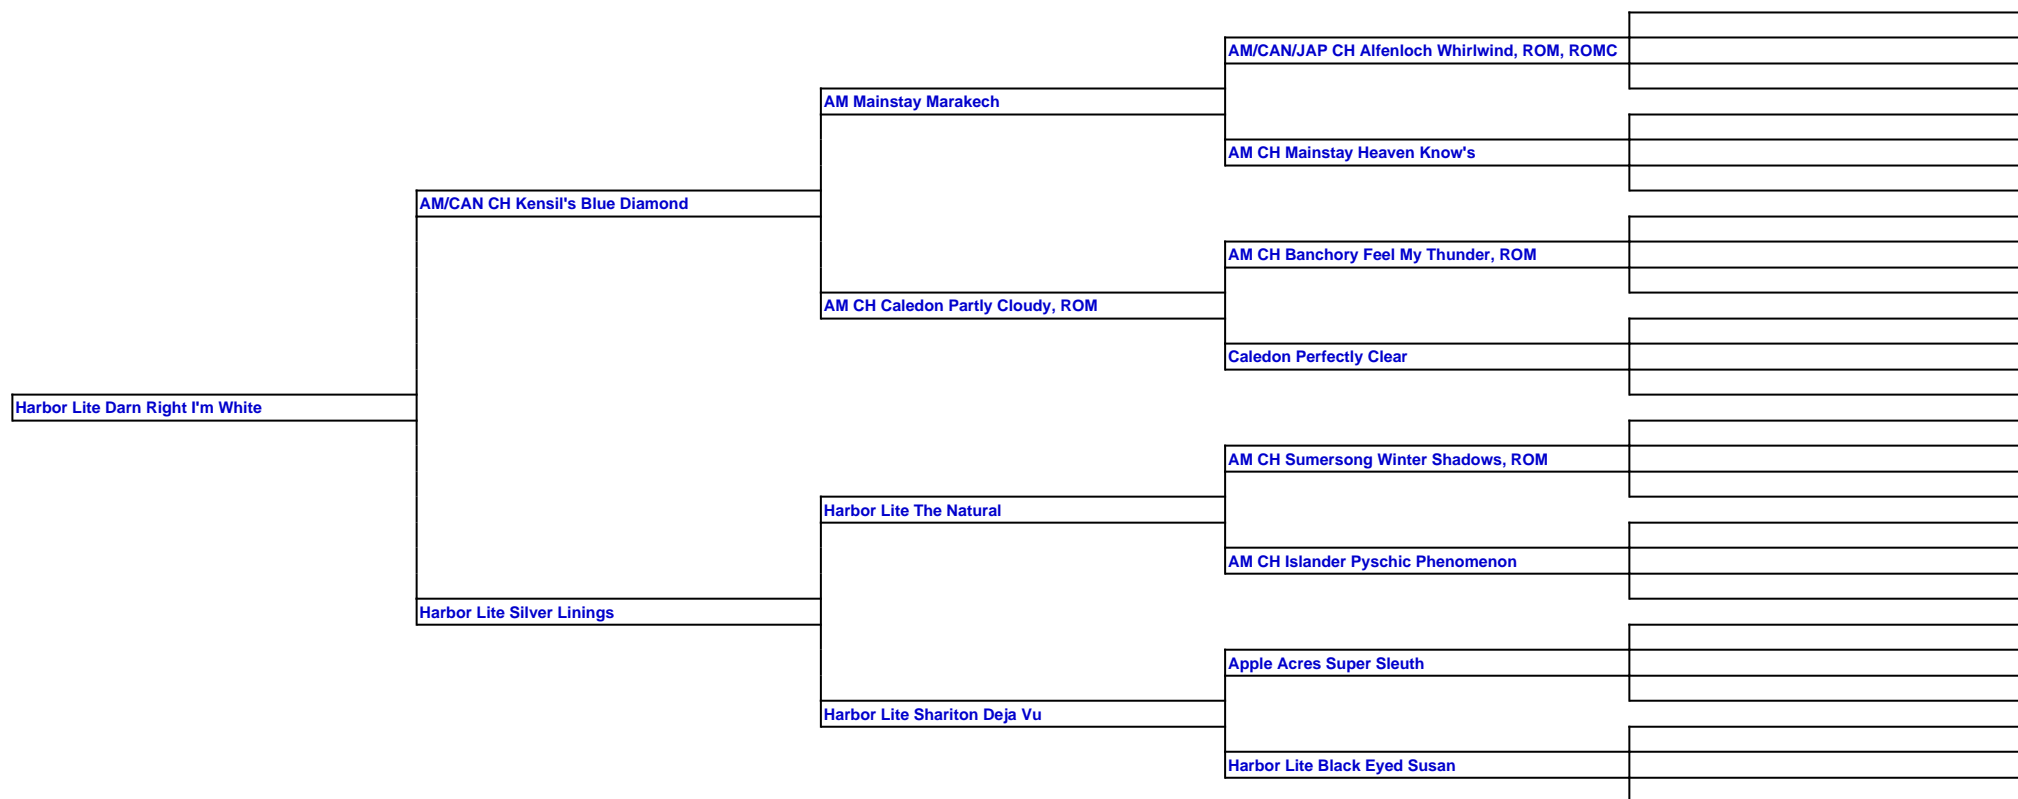 AM/CAN/JAP CH Alfenloch Whirlwind, ROM, ROMC
AM Mainstay Marakech
AM CH Mainstay Heaven Know's
AM/CAN CH Kensil's Blue Diamond
AM CH Banchory Feel My Thunder, ROM
AM CH Caledon Partly Cloudy, ROM
Caledon Perfectly Clear
Harbor Lite Darn Right I'm White
AM CH Sumersong Winter Shadows, ROM
Harbor Lite The Natural
AM CH Islander Pyschic Phenomenon
Harbor Lite Silver Linings
Apple Acres Super Sleuth
Harbor Lite Shariton Deja Vu
Harbor Lite Black Eyed Susan